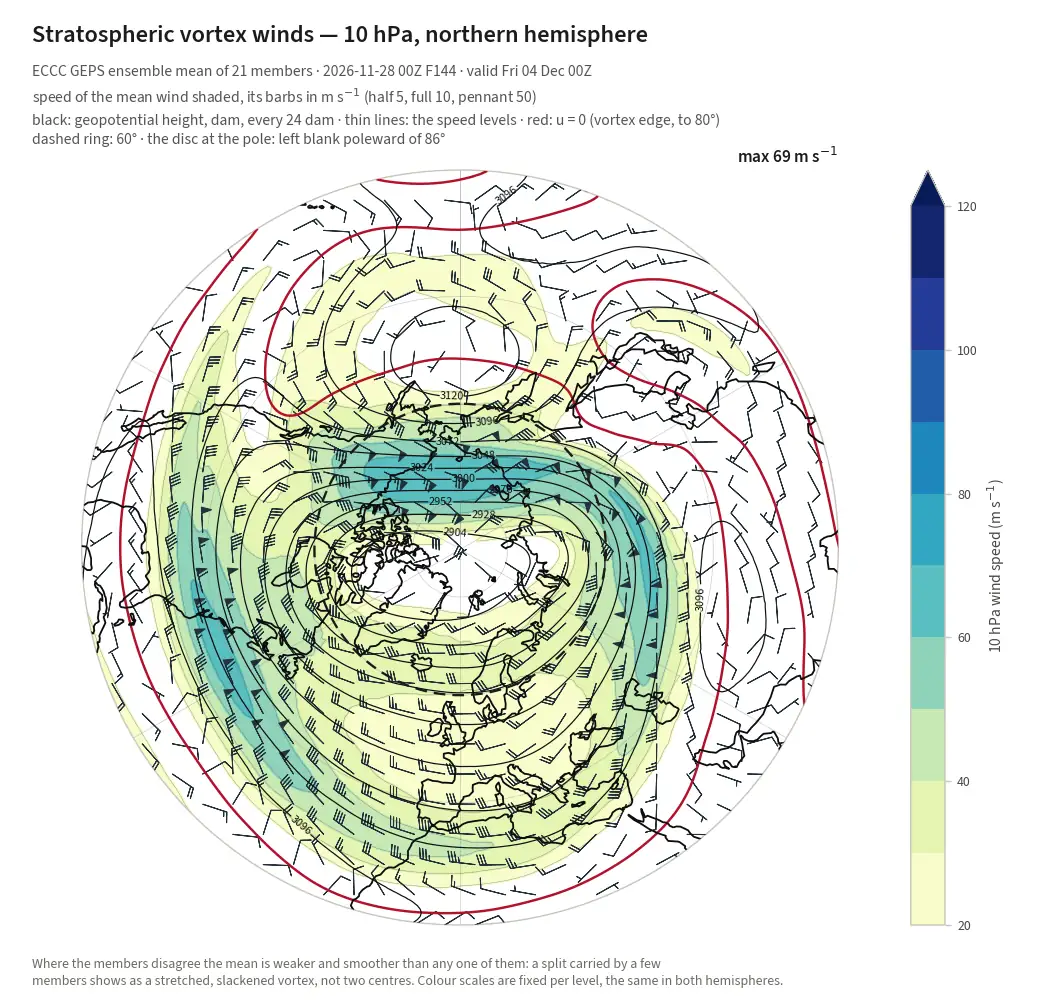 Stratospheric vortex winds — 10 hPa, northern hemisphere
ECCC GEPS ensemble mean of 21 members · 2026-11-28 00Z F144 · valid Fri 04 Dec 00Z
speed of the mean wind shaded, its barbs in m s⁻¹ (half 5, full 10, pennant 50)
black: geopotential height, dam, every 24 dam · thin lines: the speed levels · red: u = 0 (vortex edge, to 80°)
dashed ring: 60° · the disc at the pole: left blank poleward of 86°
max 69 m s⁻¹
3096
3120
3096
3072
3048
3024
3000
2976
2952
2928
2904
3096
3096
120
100
80
60
40
20
10 hPa wind speed (m s⁻¹)
Where the members disagree the mean is weaker and smoother than any one of them: a split carried by a few
members shows as a stretched, slackened vortex, not two centres. Colour scales are fixed per level, the same in both hemispheres.